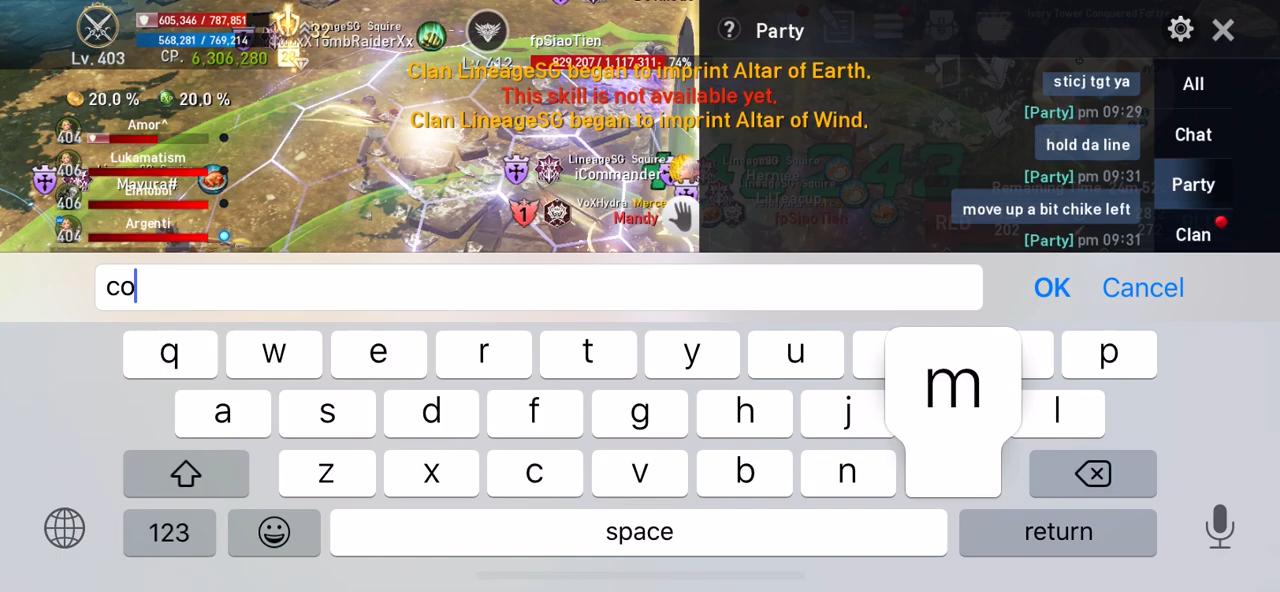 605,346 / 787,851
568,281 / 769,214
Lv.403
CP. 6,306,280
20.0 % 20.0 %
LineageSG Squire
XTombRaiderXx
fpSiaoTien
829,207 / 1,117,311 74%
Clan LineageSG began to imprint Altar of Earth.
This skill is not available yet.
Clan LineageSG began to imprint Altar of Wind.
404 Amor^
406 Lukamatism
Mayura#
406
404 Argenti
LineageSG Squire
iCommander
VoXHydra Merce
1 Mandy
? Party
sticj tgt ya
[Party] pm 09:29
hold da line
[Party] pm 09:31
move up a bit chike left
[Party] pm 09:31
All
Chat
Party
Clan
co
OK Cancel
q w e r t y u p
a s d f g h j l
m
z x c v b n
123 space return